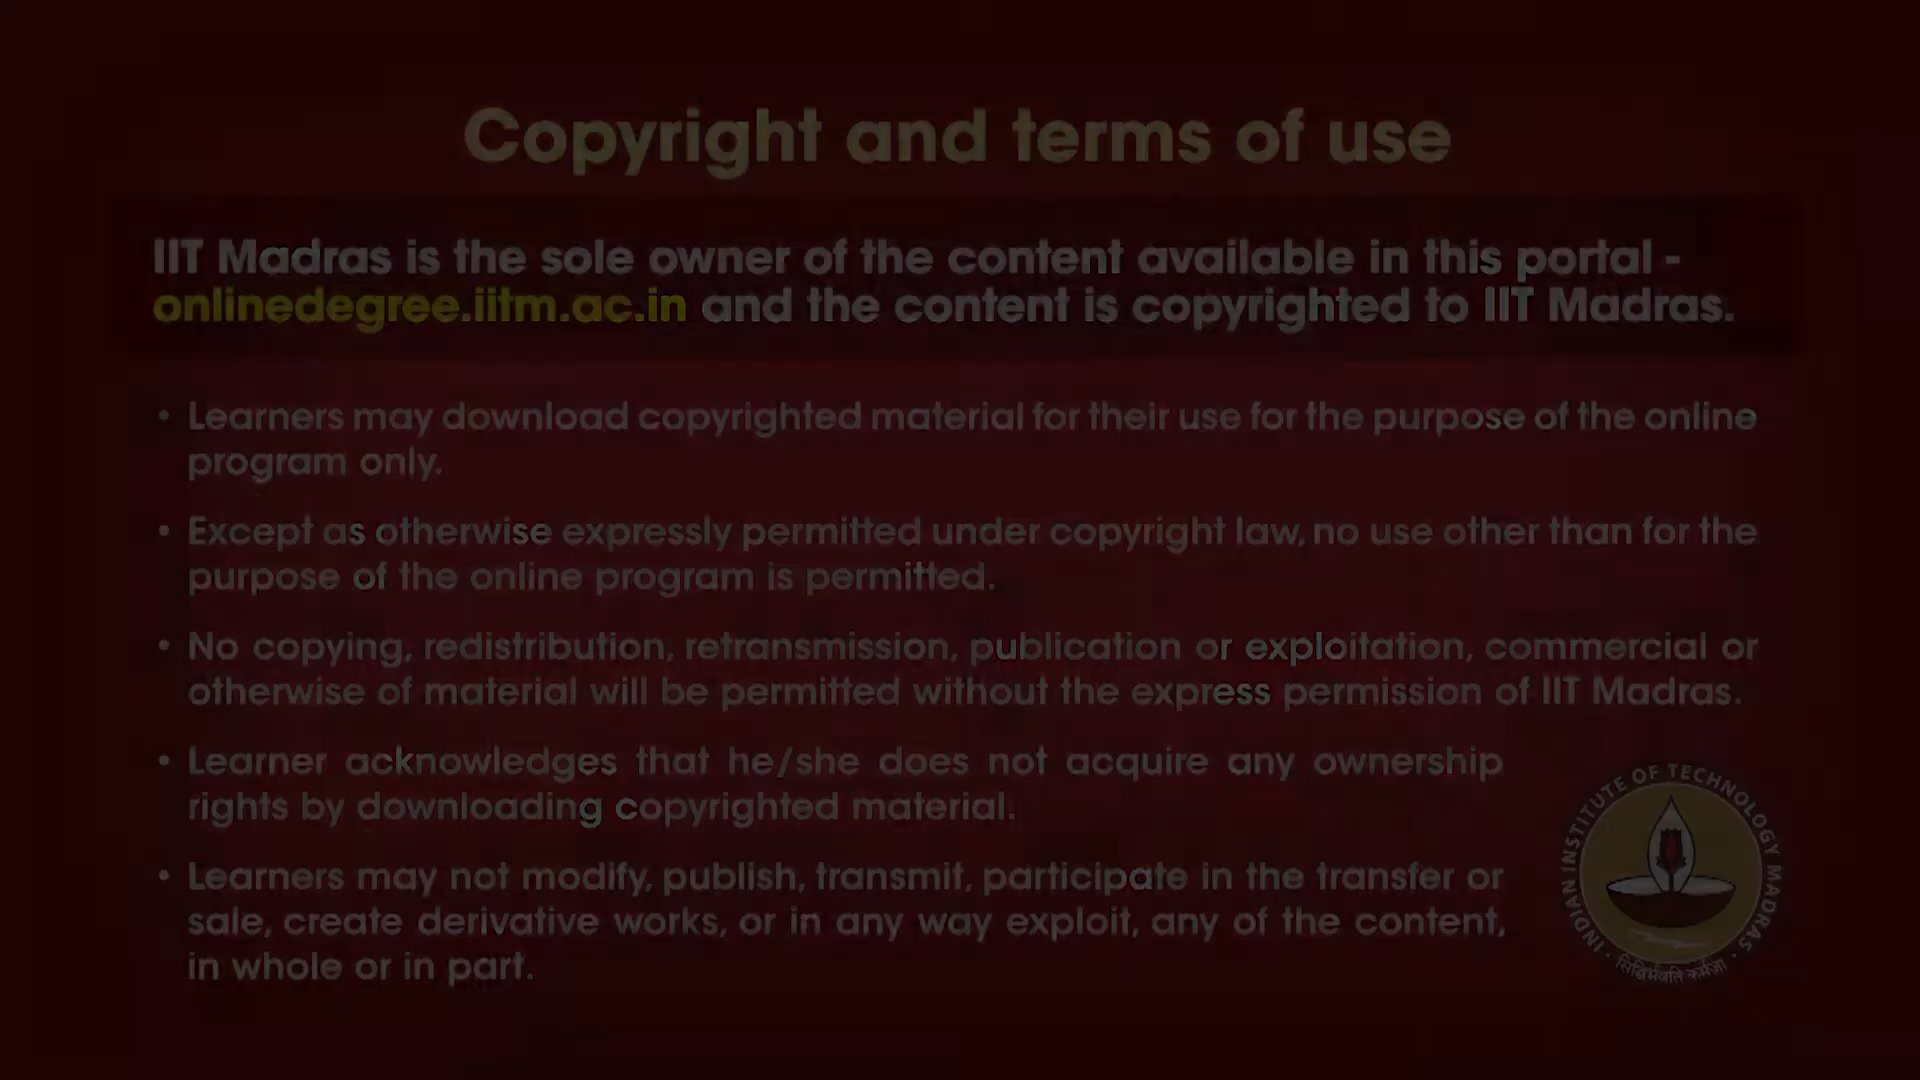 Copyright and terms of use
IIT Madras is the sole owner of the content available in this portal -
onlinedegree.iitm.ac.in and the content is copyrighted to IIT Madras.
• Learners may download copyrighted material for their use for the purpose of the online
program only.
• Except as otherwise expressly permitted under copyright law, no use other than for the
purpose of the online program is permitted.
• No copying, redistribution, retransmission, publication or exploitation, commercial or
otherwise of material will be permitted without the express permission of IIT Madras.
• Learner acknowledges that he/she does not acquire any ownership
rights by downloading copyrighted material.
• Learners may not modify, publish, transmit, participate in the transfer or
sale, create derivative works, or in any way exploit, any of the content,
in whole or in part.
INDIAN INSTITUTE OF TECHNOLOGY MADRAS
सिद्धिर्भवति कर्मजा